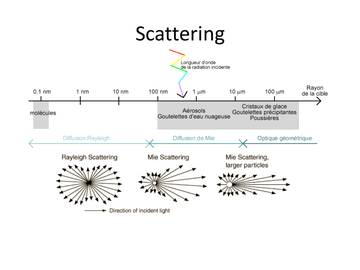 Scattering
Longueur d'onde
de la radiation incidente
Rayon
de la cible
0.1 nm 1 nm 10 nm 100 nm 1 µm 10 µm 100 µm
molécules
Aérosols
Goutelettes d'eau nuageuse
Cristaux de glace
Goutelettes précipitantes
Poussières
Diffusion Rayleigh Diffusion de Mie Optique géométrique
Rayleigh Scattering Mie Scattering Mie Scattering,
larger particles
Direction of incident light